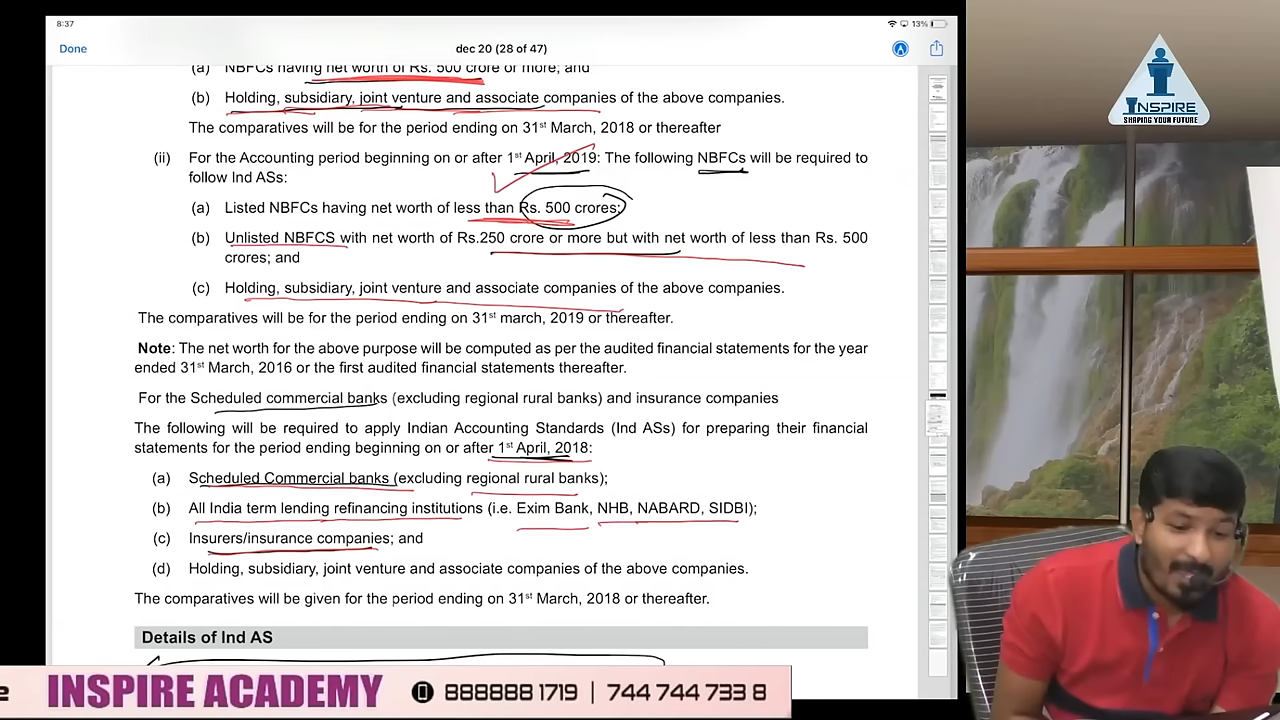 8:37
13%
Done
dec 20 (28 of 47)
(a) NBFCs having net worth of Rs. 500 crore or more; and
(b) Holding, subsidiary, joint venture and associate companies of the above companies.
The comparatives will be for the period ending on 31st March, 2018 or thereafter
(ii) For the Accounting period beginning on or after 1st April, 2019: The following NBFCs will be required to
follow Ind ASs:
(a) Listed NBFCs having net worth of less than Rs. 500 crores;
(b) Unlisted NBFCS with net worth of Rs.250 crore or more but with net worth of less than Rs. 500
crores; and
(c) Holding, subsidiary, joint venture and associate companies of the above companies.
The comparatives will be for the period ending on 31st march, 2019 or thereafter.
Note: The networth for the above purpose will be computed as per the audited financial statements for the year
ended 31st March, 2016 or the first audited financial statements thereafter.
For the Scheduled commercial banks (excluding regional rural banks) and insurance companies
The following will be required to apply Indian Accounting Standards (Ind ASs) for preparing their financial
statements for the period ending beginning on or after 1 April, 2018:
(a) Scheduled Commercial banks (excluding regional rural banks);
(b) All India term lending refinancing institutions (i.e. Exim Bank, NHB, NABARD, SIDBI);
(c) Insurers/insurance companies; and
(d) Holding, subsidiary, joint venture and associate companies of the above companies.
The comparatives will be given for the period ending on 31st March, 2018 or thereafter
Details of Ind AS
INSPIRE
SHAPING YOUR FUTURE
INSPIRE ACADEMY 888888 1719 | 744 744 733 8